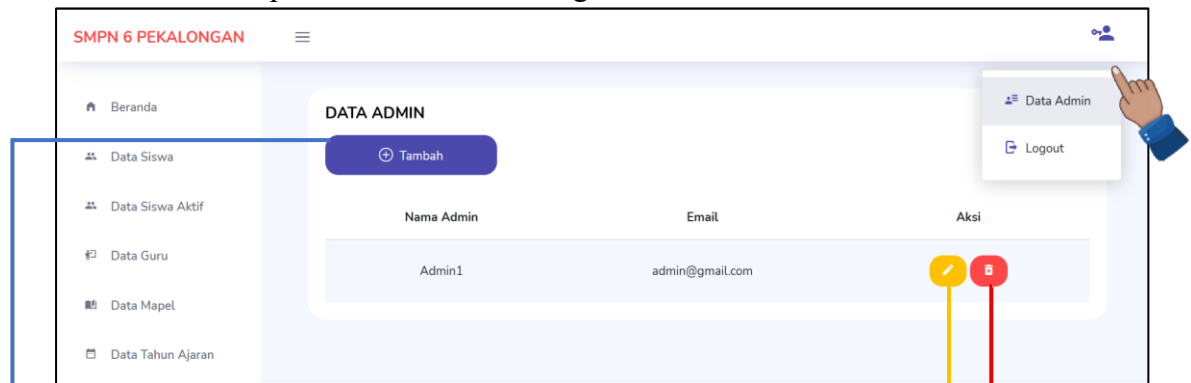 SMPN 6 PEKALONGAN
Beranda
Data Siswa
Data Siswa Aktif
Data Guru
Data Mapel
Data Tahun Ajaran
DATA ADMIN
Tambah
Nama Admin Email Aksi
Admin1 admin@gmail.com
Data Admin
Logout